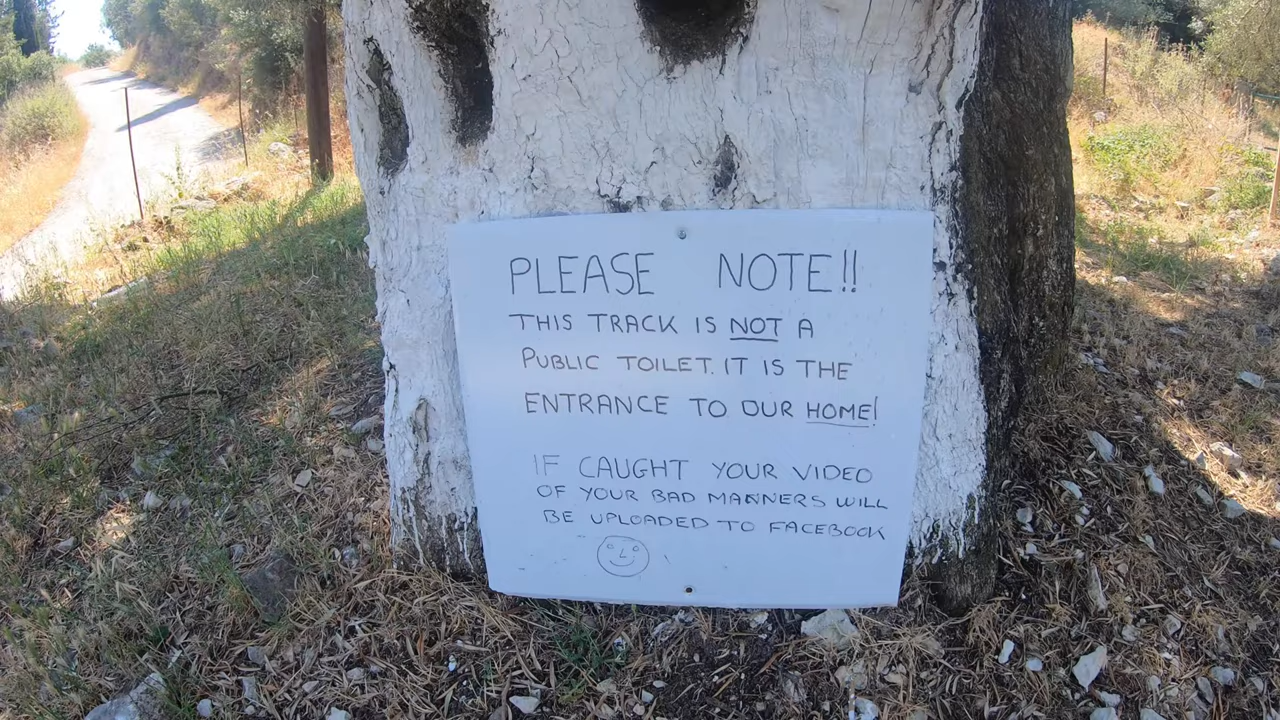 PLEASE NOTE!!
THIS TRACK IS NOT A
PUBLIC TOILET. IT IS THE
ENTRANCE TO OUR HOME!
IF CAUGHT YOUR VIDEO
OF YOUR BAD MANNERS WILL
BE UPLOADED TO FACEBOOK